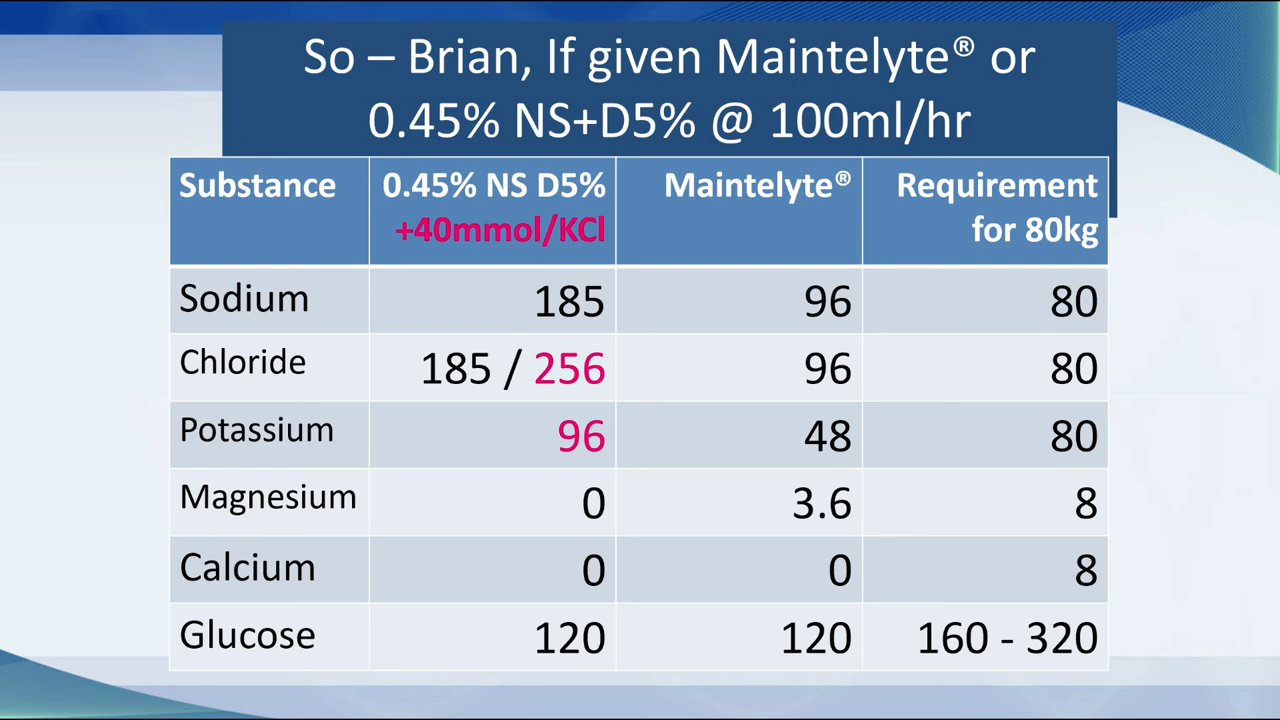 So – Brian, If given Maintelyte® or
0.45% NS+D5% @ 100ml/hr
Substance 0.45% NS D5% Maintelyte® Requirement
+40mmol/KCl for 80kg
Sodium 185 96 80
Chloride 185 / 256 96 80
Potassium 96 48 80
Magnesium 0 3.6 8
Calcium 0 0 8
Glucose 120 120 160 - 320